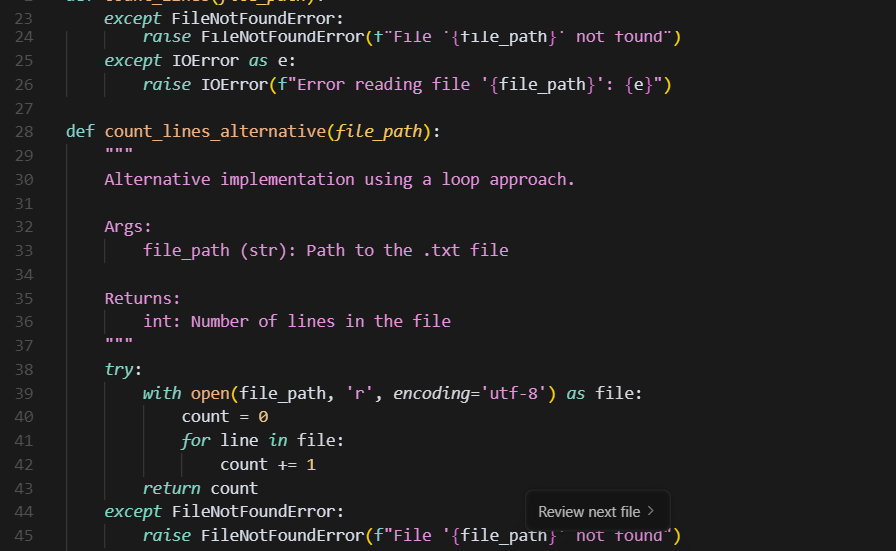 def count_lines(file_path):
23 except FileNotFoundError:
24 raise FileNotFoundError(f"File '{file_path}' not found")
25 except IOError as e:
26 raise IOError(f"Error reading file '{file_path}': {e}")
27
28 def count_lines_alternative(file_path):
29 """
30 Alternative implementation using a loop approach.
31
32 Args:
33 file_path (str): Path to the .txt file
34
35 Returns:
36 int: Number of lines in the file
37 """
38 try:
39 with open(file_path, 'r', encoding='utf-8') as file:
40 count = 0
41 for line in file:
42 count += 1
43 return count
44 except FileNotFoundError:
45 raise FileNotFoundError(f"File '{file_path}' not found")
Review next file >